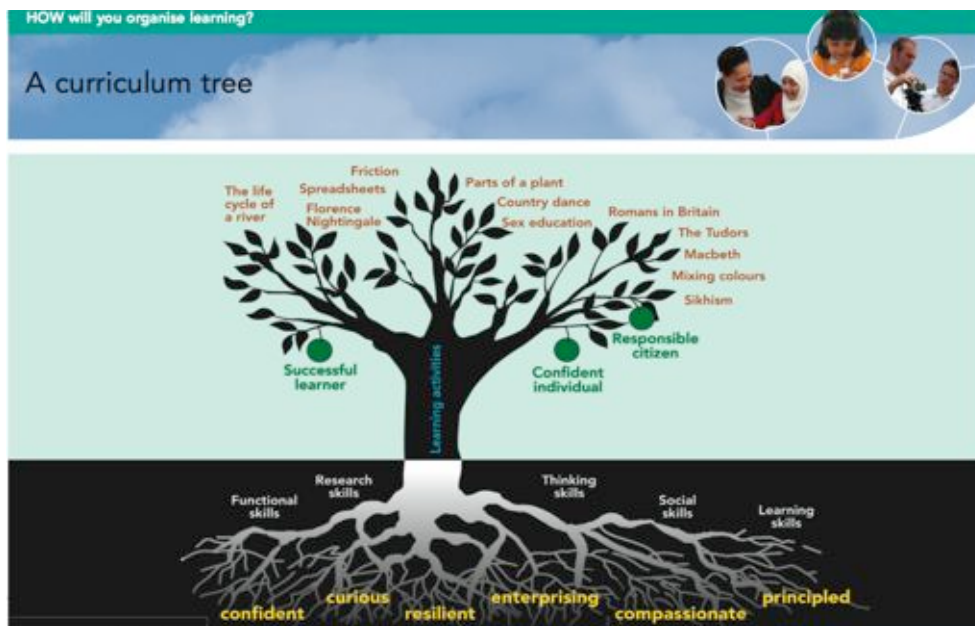 HOW will you organise learning?
A curriculum tree
Friction
The life
cycle of
a river
Spreadsheets
Florence
Nightingale
Parts of a plant
Country dance
Sex education
Romans in Britain
The Tudors
Macbeth
Mixing colours
Sikhism
Successful
learner
Learning activities
Confident
individual
Responsible
citizen
Functional
skills
Research
skills
Thinking
skills
Social
skills
Learning
skills
confident
curious
resilient
enterprising
compassionate
principled